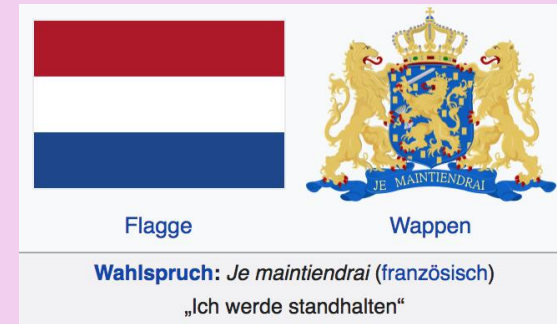 JE MAINTIENDRAI
Flagge
Wappen
Wahlspruch: Je maintiendrai (französisch)
„Ich werde standhalten“